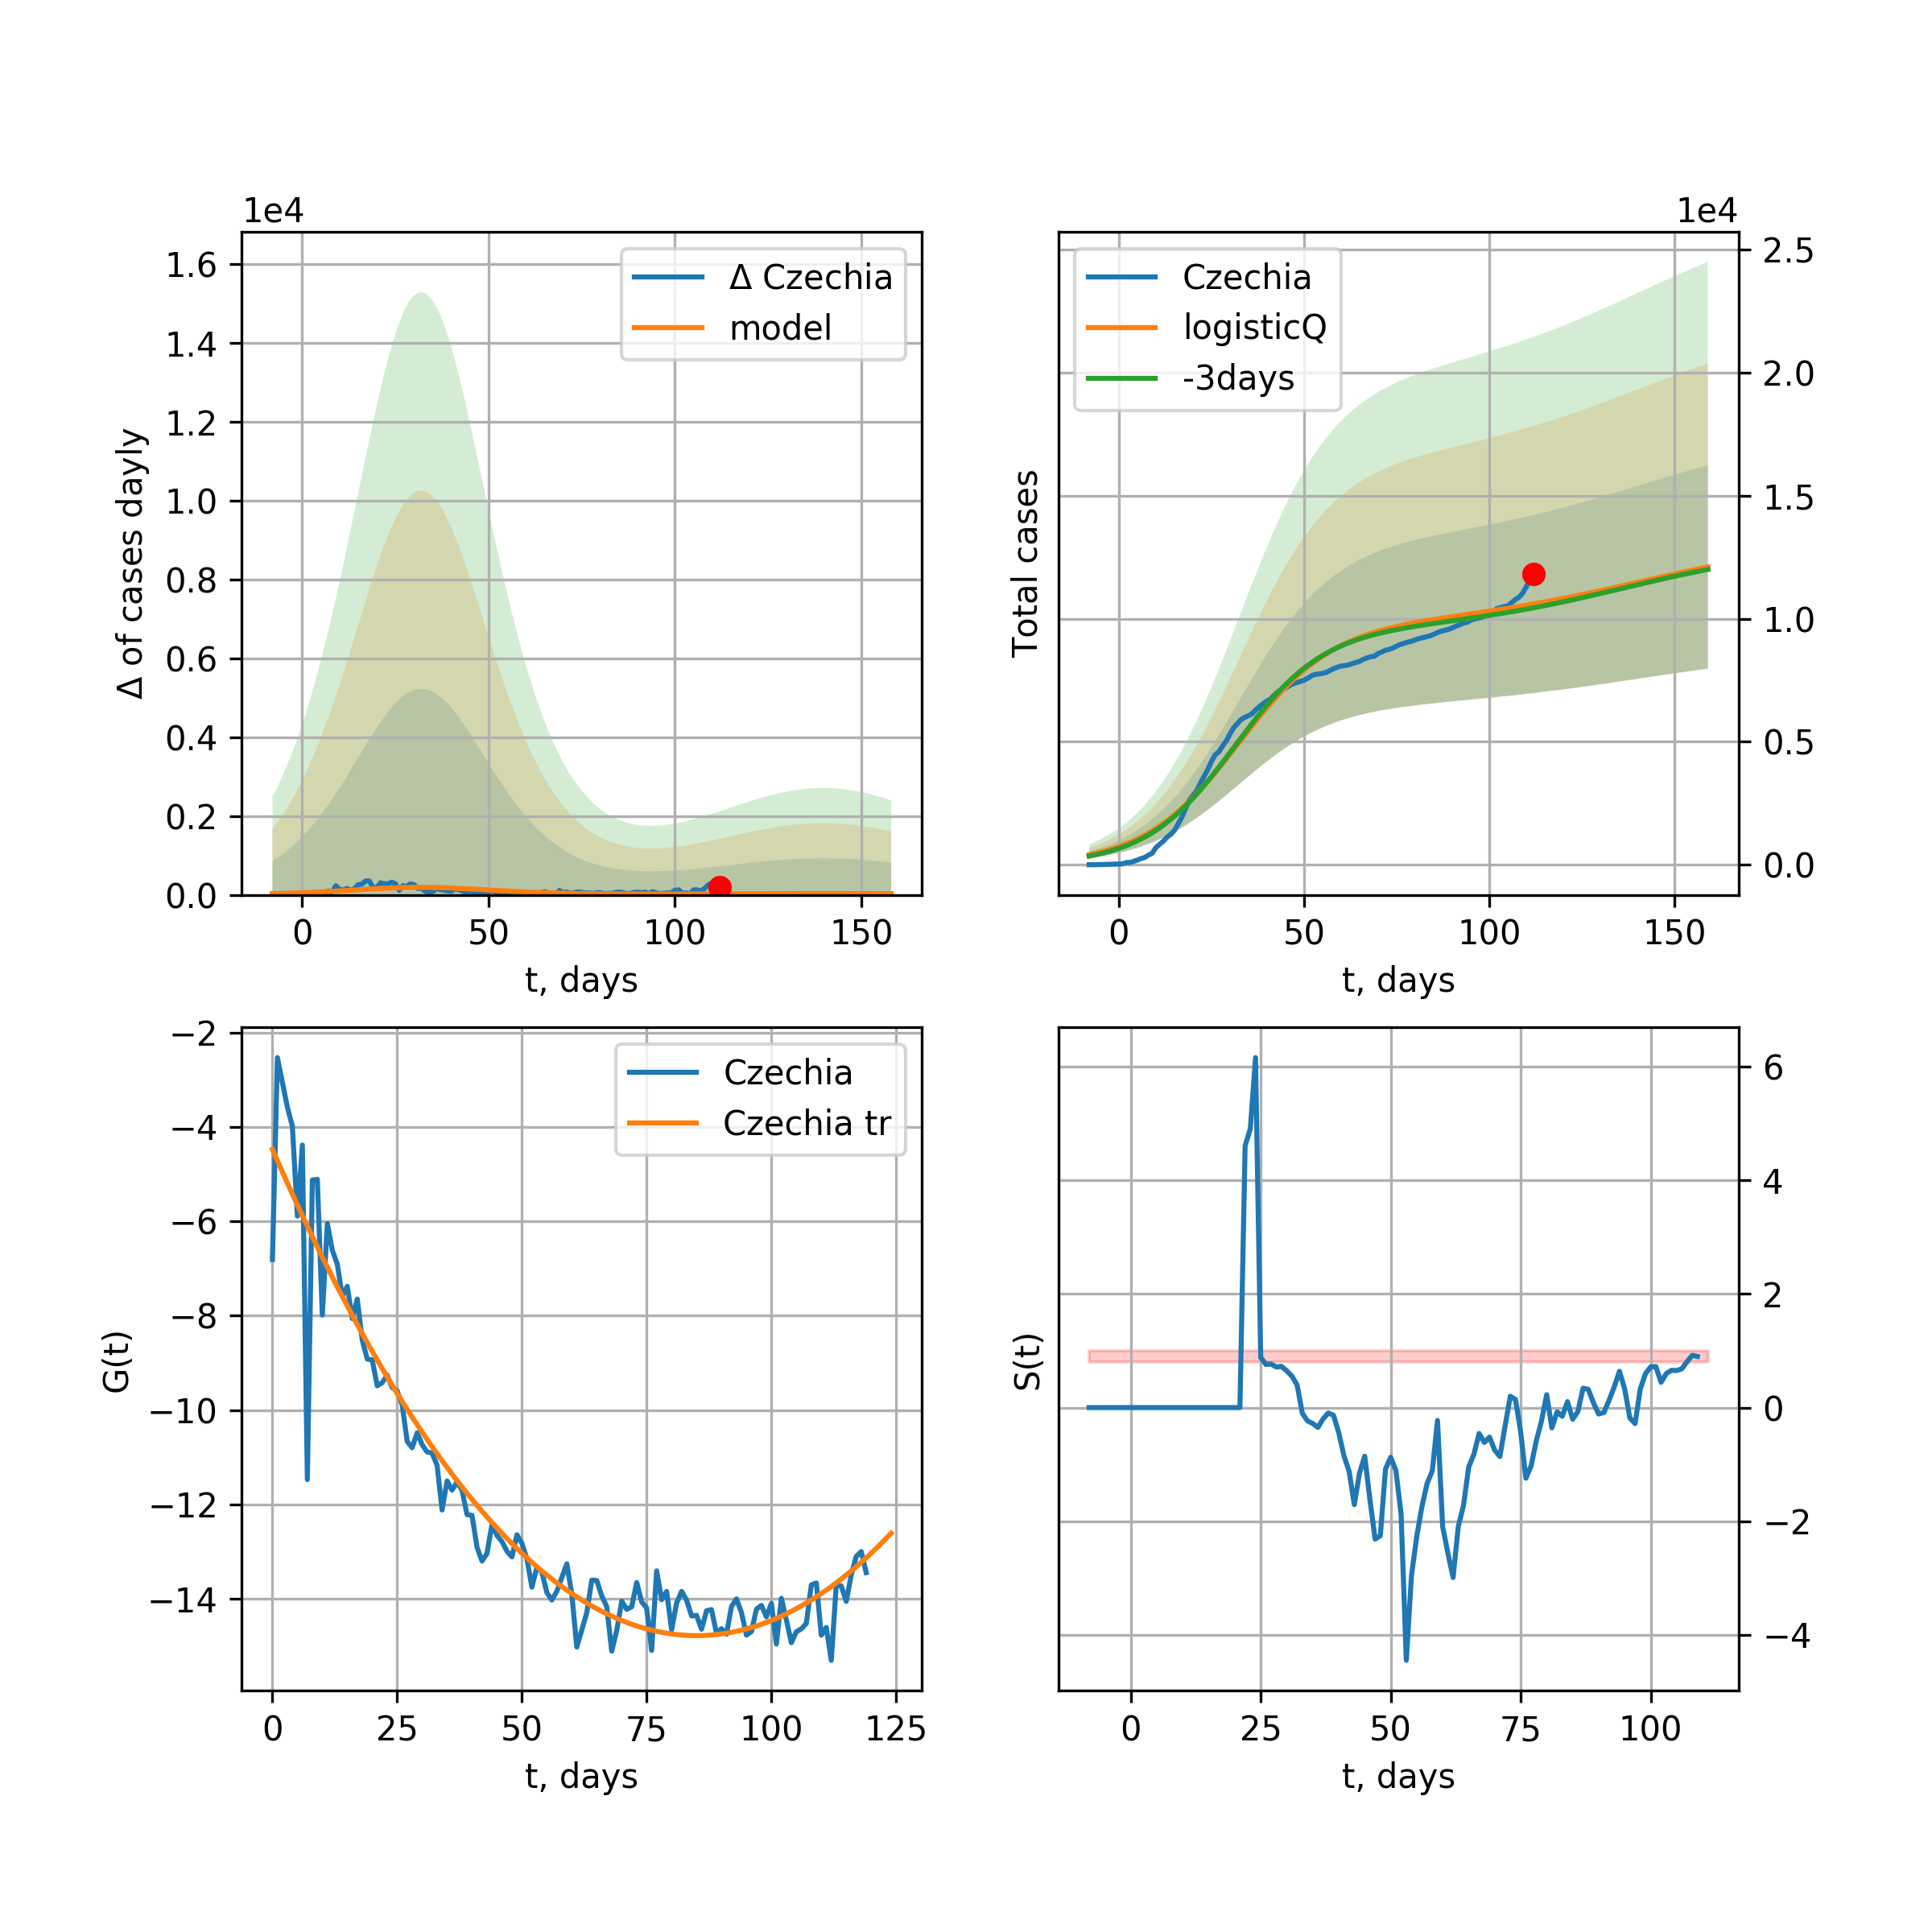 1e4
1.6
1.4
1.2
1.0
0.8
0.6
0.4
0.2
0.0
Δ of cases dayly
Δ Czechia
model
0 50 100 150
t, days
1e4
2.5
2.0
1.5
1.0
0.5
0.0
Total cases
Czechia
logisticQ
-3days
0 50 100 150
t, days
−2
−4
−6
−8
−10
−12
−14
G(t)
Czechia
Czechia tr
0 25 50 75 100 125
t, days
6
4
2
0
−2
−4
S(t)
0 25 50 75 100
t, days